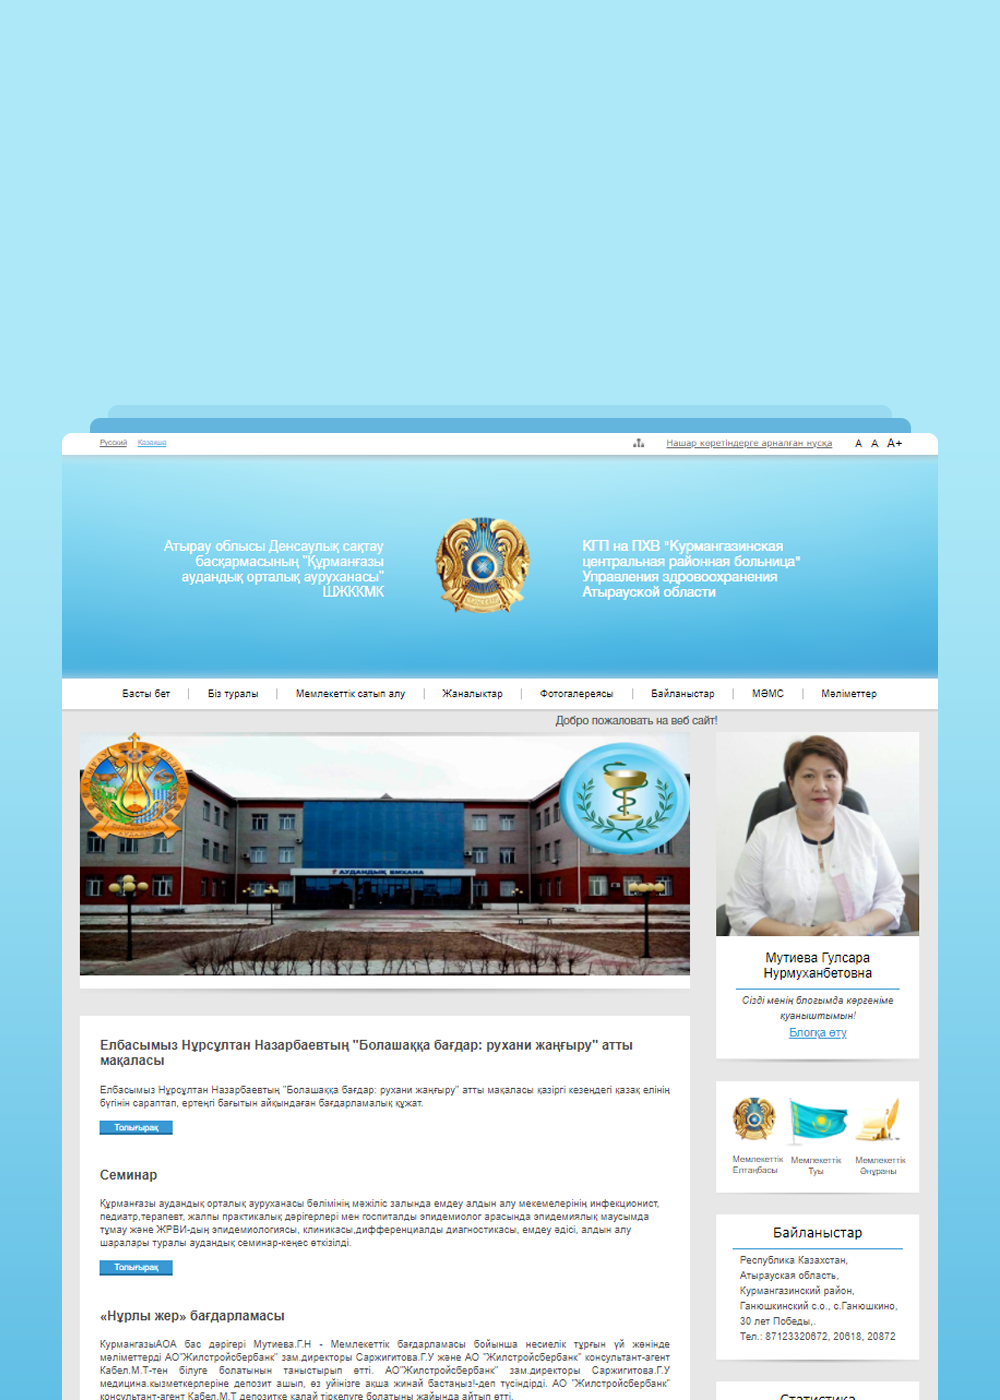 Русский Қазақша
Нашар көретіндерге арналған нұсқа A A A+
Атырау облысы Денсаулық сақтау
басқармасының "Құрманғазы
аудандық орталық ауруханасы"
ШЖҚКМК
КГП на ПХВ "Курмангазинская
центральная районная больница"
Управления здровоохранения
Атырауской области
Басты бет | Біз туралы | Мемлекеттік сатып алу | Жаналыктар | Фотогалереясы | Байланыстар | МӘМС | Мәліметтер
Добро пожаловать на веб сайт!
АУДАНДЫҚ ЕМХАНА
Мутиева Гулсара
Нурмуханбетовна
Сізді менің блогымда көргеніме
қуаныштымын!
Блогқа өту
Елбасымыз Нұрсұлтан Назарбаевтың "Болашаққа бағдар: рухани жаңғыру" атты
мақаласы
Елбасымыз Нұрсұлтан Назарбаевтың "Болашаққа бағдар: рухани жаңғыру" атты мақаласы қазіргі кезеңдегі қазақ елінің
бүгінін саралтап, ертеңгі бағытын айқындаған бағдарламалық құжат.
Толығырақ
Семинар
Құрманғазы аудандық орталық ауруханасы бөлімінің мәжіліс залында емдеу алдын алу мекемелерінің инфекционист,
педиатр,терапевт, жалпы практикалық дәрігерлері мен госпиталды эпидемиолог арасында эпидемиялық маусымда
тұмау және ЖРВИ-дың эпидемиологиясы, клиникасы,дифференциалды диагностикасы, емдеу әдісі, алдын алу
шаралары туралы аудандық семинар-кеңес өткізілді.
Толығырақ
«Нұрлы жер» бағдарламасы
КурмангазыАОА бас дәрігері Мутиева.Г.Н - Мемлекеттік бағдарламасы бойынша несиелік тұрғын үй жөнінде
мәліметтерді АО"Жилстройсбербанк" зам.директоры Саржигитова.Г.У және АО "Жилстройсбербанк" консультант-агент
Кабел.М.Т-тен білуге болатынын таныстырып өтті. АО"Жилстройсбербанк" зам.директоры Саржигитова.Г.У
медицина.кызметкерлеріне депозит ашып, өз үйінізге ақша жинай бастаңыз!-деп түсіндірді. АО "Жилстройсбербанк"
консультант-агент Кабел.М.Т депозитке қалай тіркелуге болатыны жайында айтып өтті.
Мемлекеттік
Елтаңбасы
Мемлекеттік
Туы
Мемлекеттік
Әнұраны
Байланыстар
Республика Казахстан,
Атырауская область,
Курмангазинский район,
Ганюшкинский с.о., с.Ганюшкино,
30 лет Победы,.
Тел.: 87123320672, 20618, 20872
Статистика